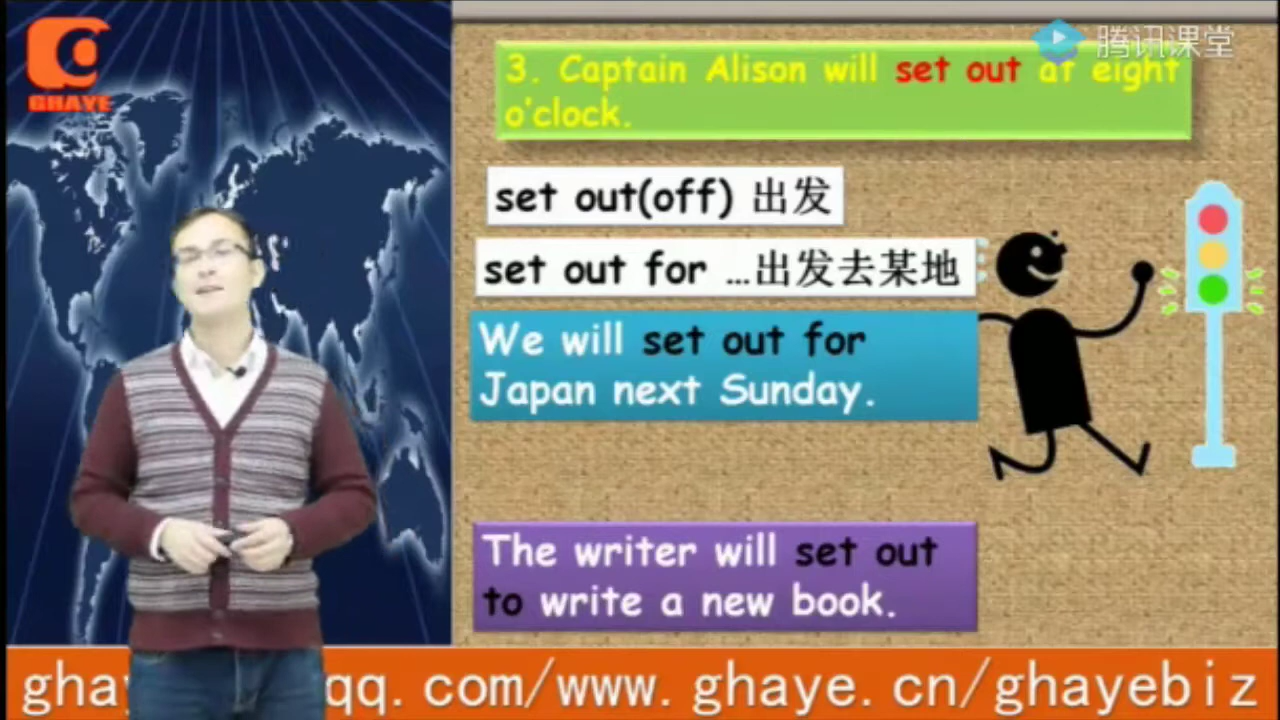 GHAYE
腾讯课堂
3. Captain Alison will set out at eight
o'clock.
set out(off) 出发
set out for …出发去某地
We will set out for
Japan next Sunday.
The writer will set out
to write a new book.
qq. com/www. ghaye. cn/ghayebiz